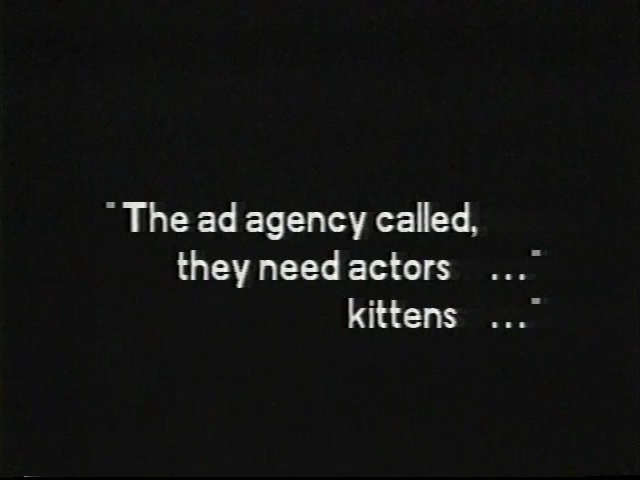 "The ad agency called,
they need actors ..."
kittens ..."